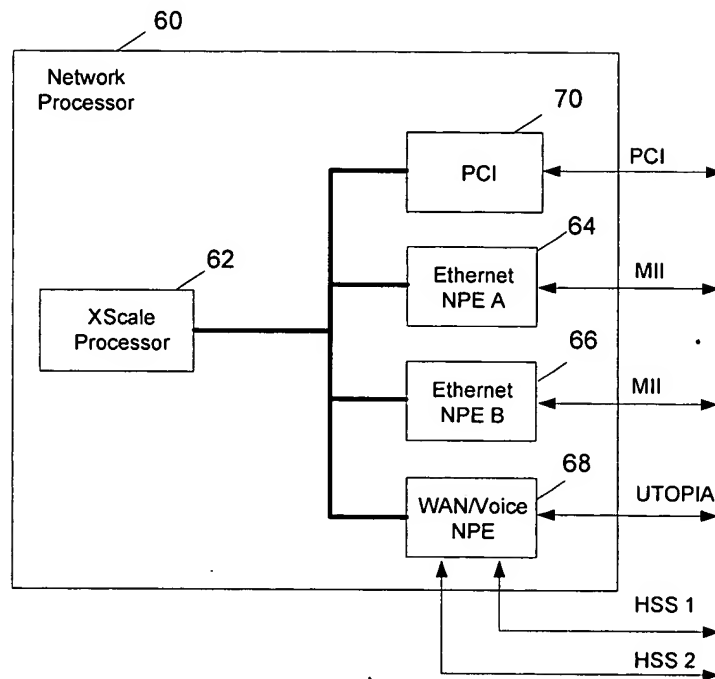 60
Network
Processor
70
PCI
PCI
64
62
Ethernet
NPE A
MII
XScale
Processor
66
Ethernet
NPE B
MII
68
WAN/Voice
NPE
UTOPIA
HSS 1
HSS 2